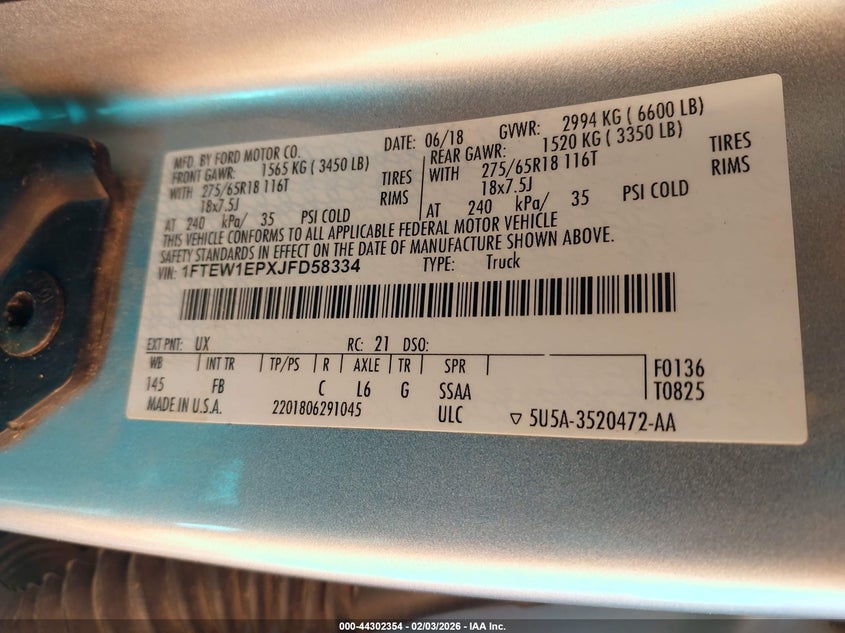 MFD. BY FORD MOTOR CO. DATE: 06/18 GVWR: 2994 KG ( 6600 LB)
FRONT GAWR: 1565 KG ( 3450 LB) REAR GAWR: 1520 KG ( 3350 LB)
WITH 275/65R18 116T TIRES WITH 275/65R18 116T TIRES
18x7.5J RIMS 18x7.5J RIMS
AT 240 kPa/ 35 PSI COLD AT 240 kPa/ 35 PSI COLD
THIS VEHICLE CONFORMS TO ALL APPLICABLE FEDERAL MOTOR VEHICLE
SAFETY STANDARDS IN EFFECT ON THE DATE OF MANUFACTURE SHOWN ABOVE.
VIN: 1FTEW1EPXJFD58334 TYPE: Truck
EXT PNT: UX RC: 21 DSO:
WB INT TR TP/PS R AXLE TR SPR F0136
145 FB C L6 G SSAA T0825
MADE IN U.S.A. 2201806291045 ULC ▽ 5U5A-3520472-AA
000-44302354 - 02/03/2026 - IAA Inc.